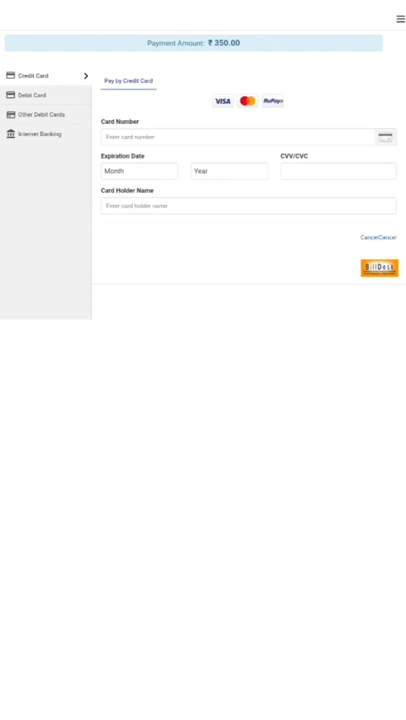 Payment Amount: ₹ 350.00
Credit Card
Debit Card
Other Debit Cards
Internet Banking
Pay by Credit Card
VISA
RuPay
Card Number
Enter card number
Expiration Date
CVV/CVC
Month
Year
Card Holder Name
Enter card holder name
CancelCancel
BillDesk